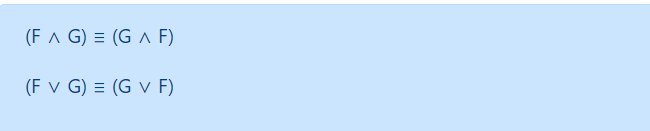 (F ∧ G) ≡ (G ∧ F)
(F ∨ G) ≡ (G ∨ F)